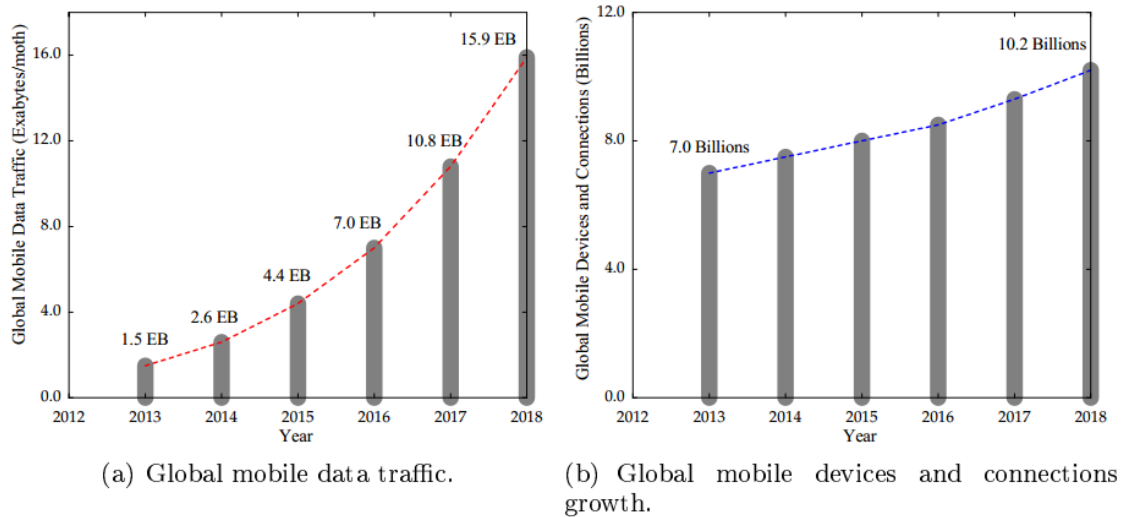 Global Mobile Data Traffic (Exabytes/moth)
16.0
12.0
8.0
4.0
0.0
1.5 EB
2.6 EB
4.4 EB
7.0 EB
10.8 EB
15.9 EB
2012 2013 2014 2015 2016 2017 2018
Year
(a) Global mobile data traffic.
Global Mobile Devices and Connections (Billions)
12.0
8.0
4.0
0.0
7.0 Billions
10.2 Billions
2012 2013 2014 2015 2016 2017 2018
Year
(b) Global mobile devices and connections
growth.